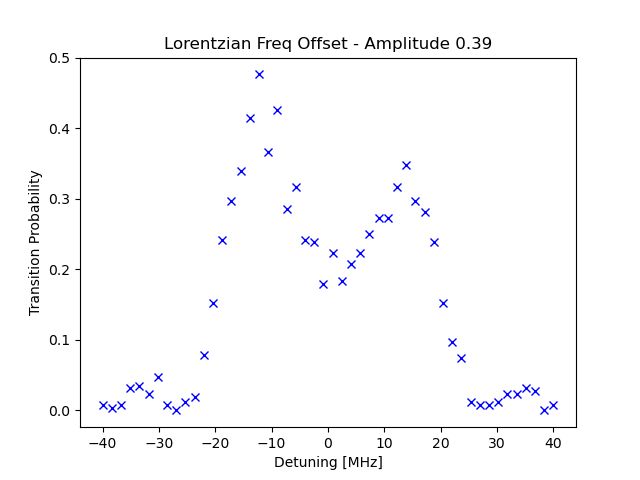 Lorentzian Freq Offset - Amplitude 0.39
0.5
0.4
0.3
0.2
0.1
0.0
Transition Probability
−40 −30 −20 −10 0 10 20 30 40
Detuning [MHz]